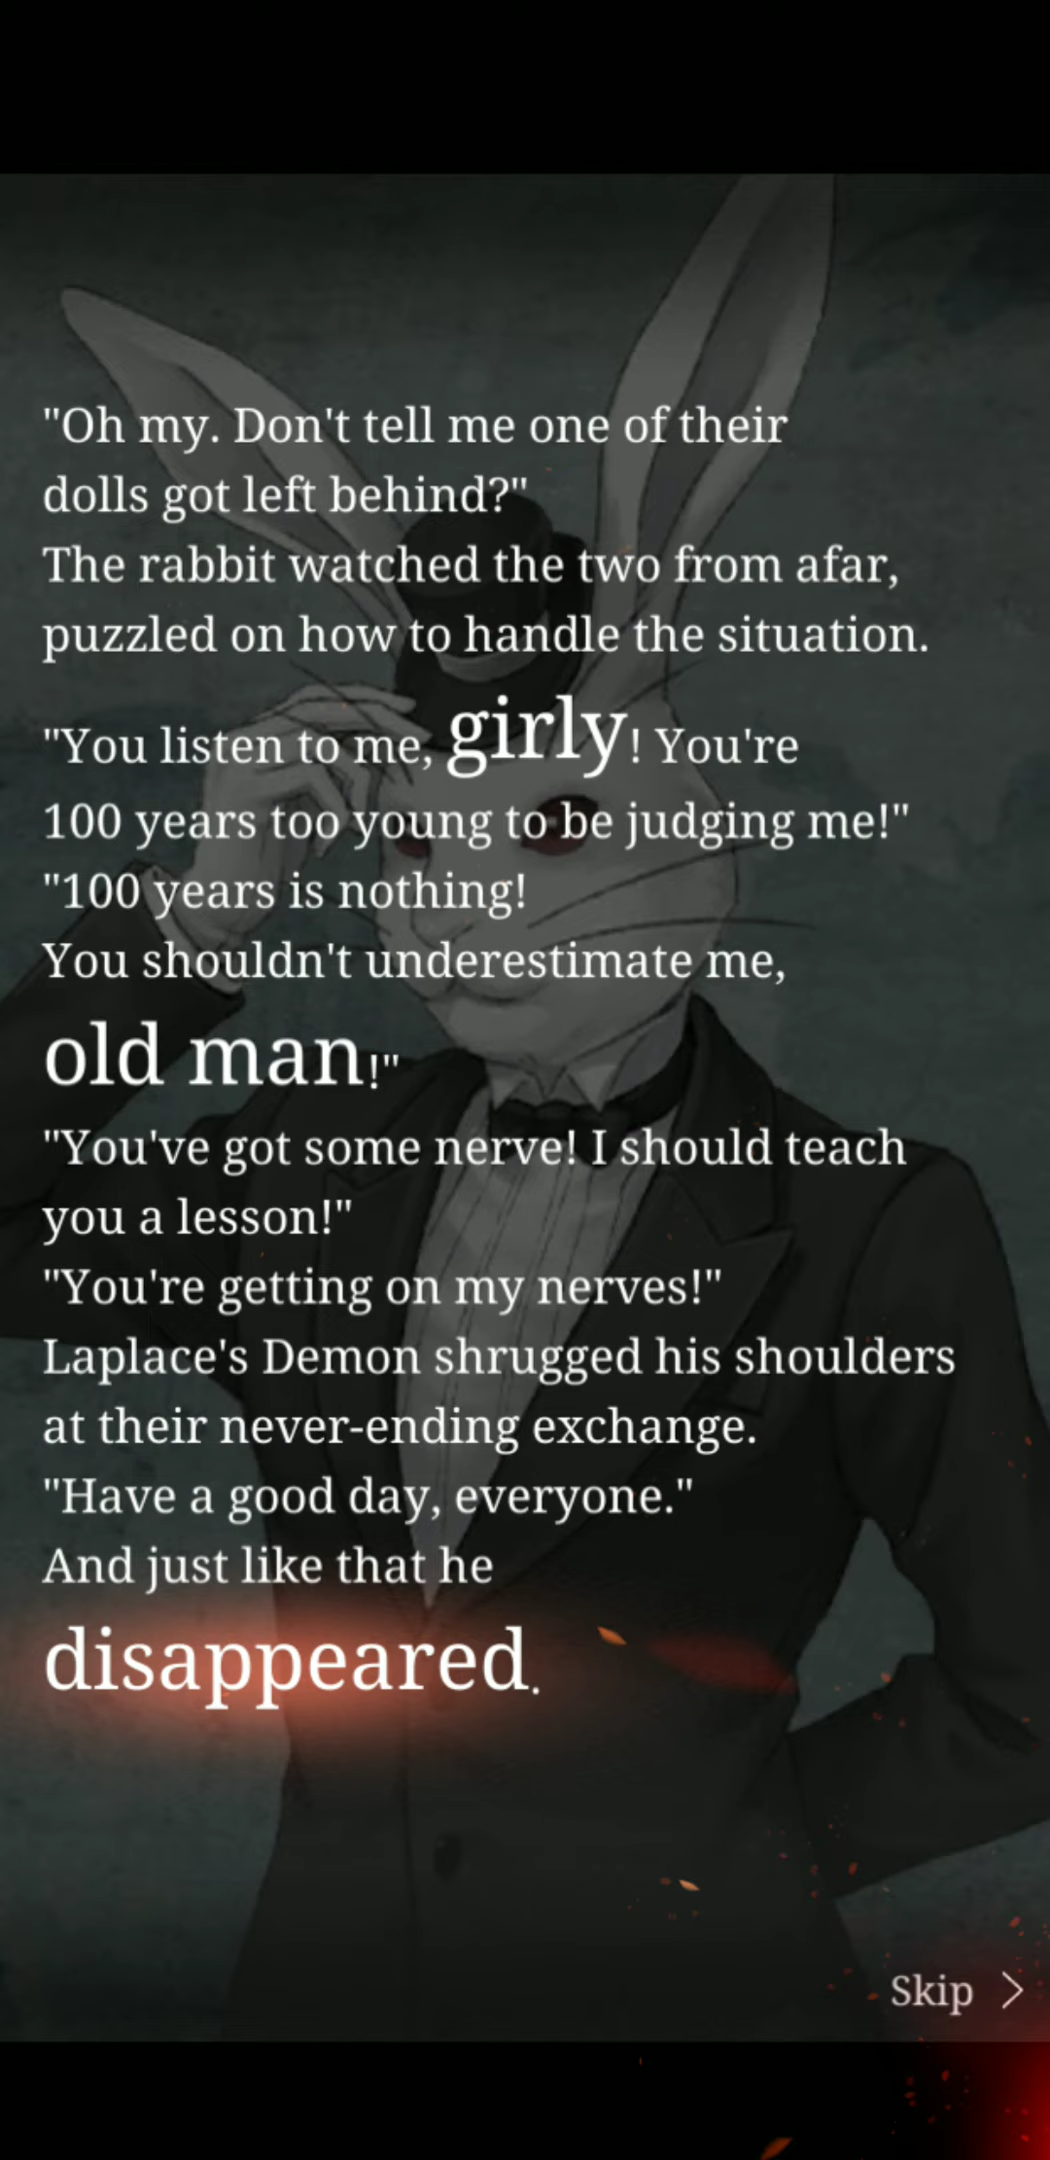 "Oh my. Don't tell me one of their
dolls got left behind?"
The rabbit watched the two from afar,
puzzled on how to handle the situation.
"You listen to me, girly! You're
100 years too young to be judging me!"
"100 years is nothing!
You shouldn't underestimate me,
old man!"
"You've got some nerve! I should teach
you a lesson!"
"You're getting on my nerves!"
Laplace's Demon shrugged his shoulders
at their never-ending exchange.
"Have a good day, everyone."
And just like that he
disappeared.
Skip >